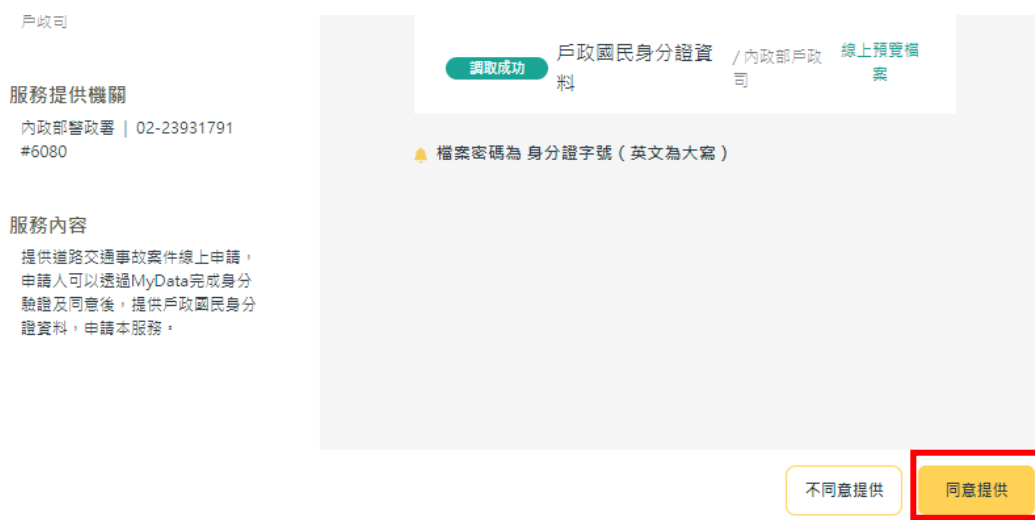 戶政司
服務提供機關
內政部警政署 | 02-23931791
#6080
服務內容
提供道路交通事故案件線上申請，
申請人可以透過MyData完成身分
驗證及同意後，提供戶政國民身分
證資料，申請本服務。
調取成功
戶政國民身分證資
料
/ 內政部戶政
司
線上預覽檔
案
檔案密碼為 身分證字號 ( 英文為大寫 )
不同意提供
同意提供